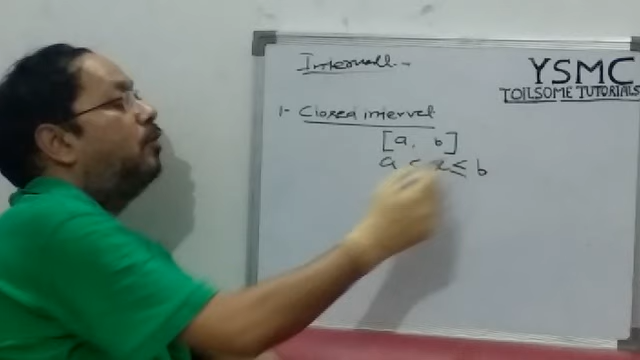 Intervall -
YSMC
TOILSOME TUTORIALS
1- Closed interval
[a, b]
a ≤ x ≤ b